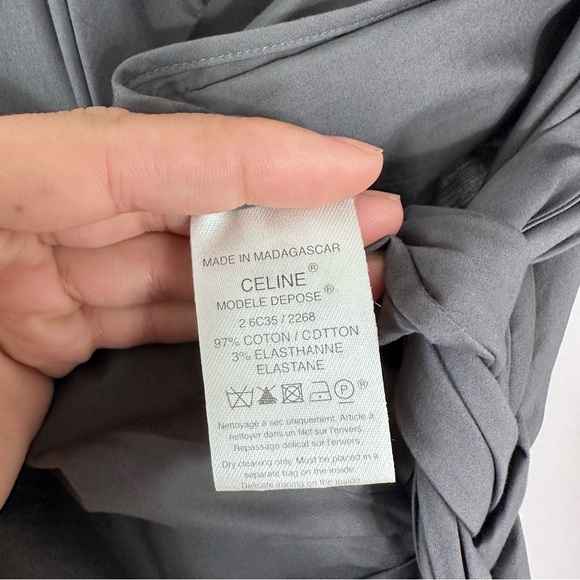 MADE IN MADAGASCAR
CELINE®
MODELE DEPOSE®
2 6C35 / 2268
97% COTON / COTTON
3% ELASTHANNE
ELASTANE
P®
Nettoyage à sec uniquement. Article à
nettoyer dans un filet sur l'envers.
Repassage délicat sur l'envers.
Dry cleaning only. Must be placed in a
separate bag on the inside.
Delicate ironing on the inside.